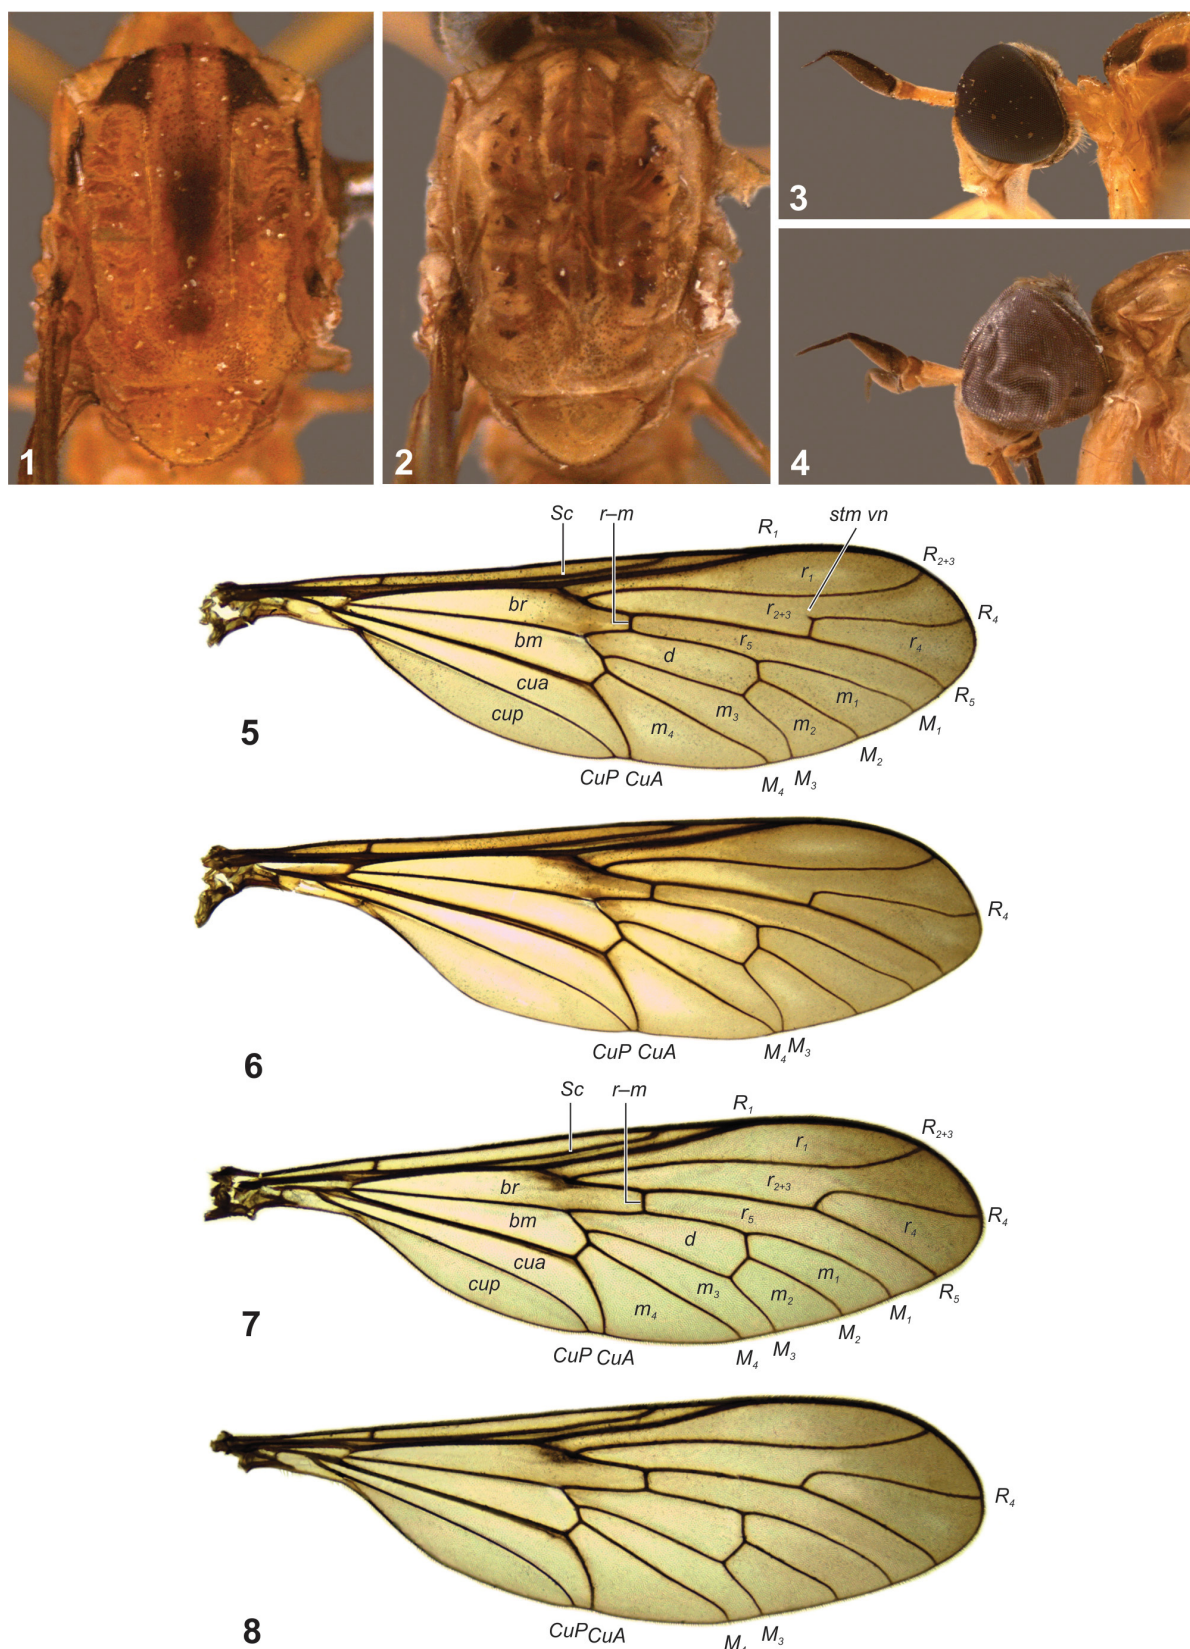 1
2
3
4
Sc r–m R1 stm vn R2+3
r1
br r2+3 R4
bm r5 r4
d
cua m1 R5
cup m3 m2 M1
5 m4 M2
CuP CuA M4 M3
R4
6 CuP CuA M4 M3
Sc r–m R1 R2+3
r1
br r2+3
bm r5 r4 R4
d
cua m1
cup m3 m2 R5
7 m4 M1
M2
CuP CuA M4 M3
R4
8 CuP CuA M4 M3